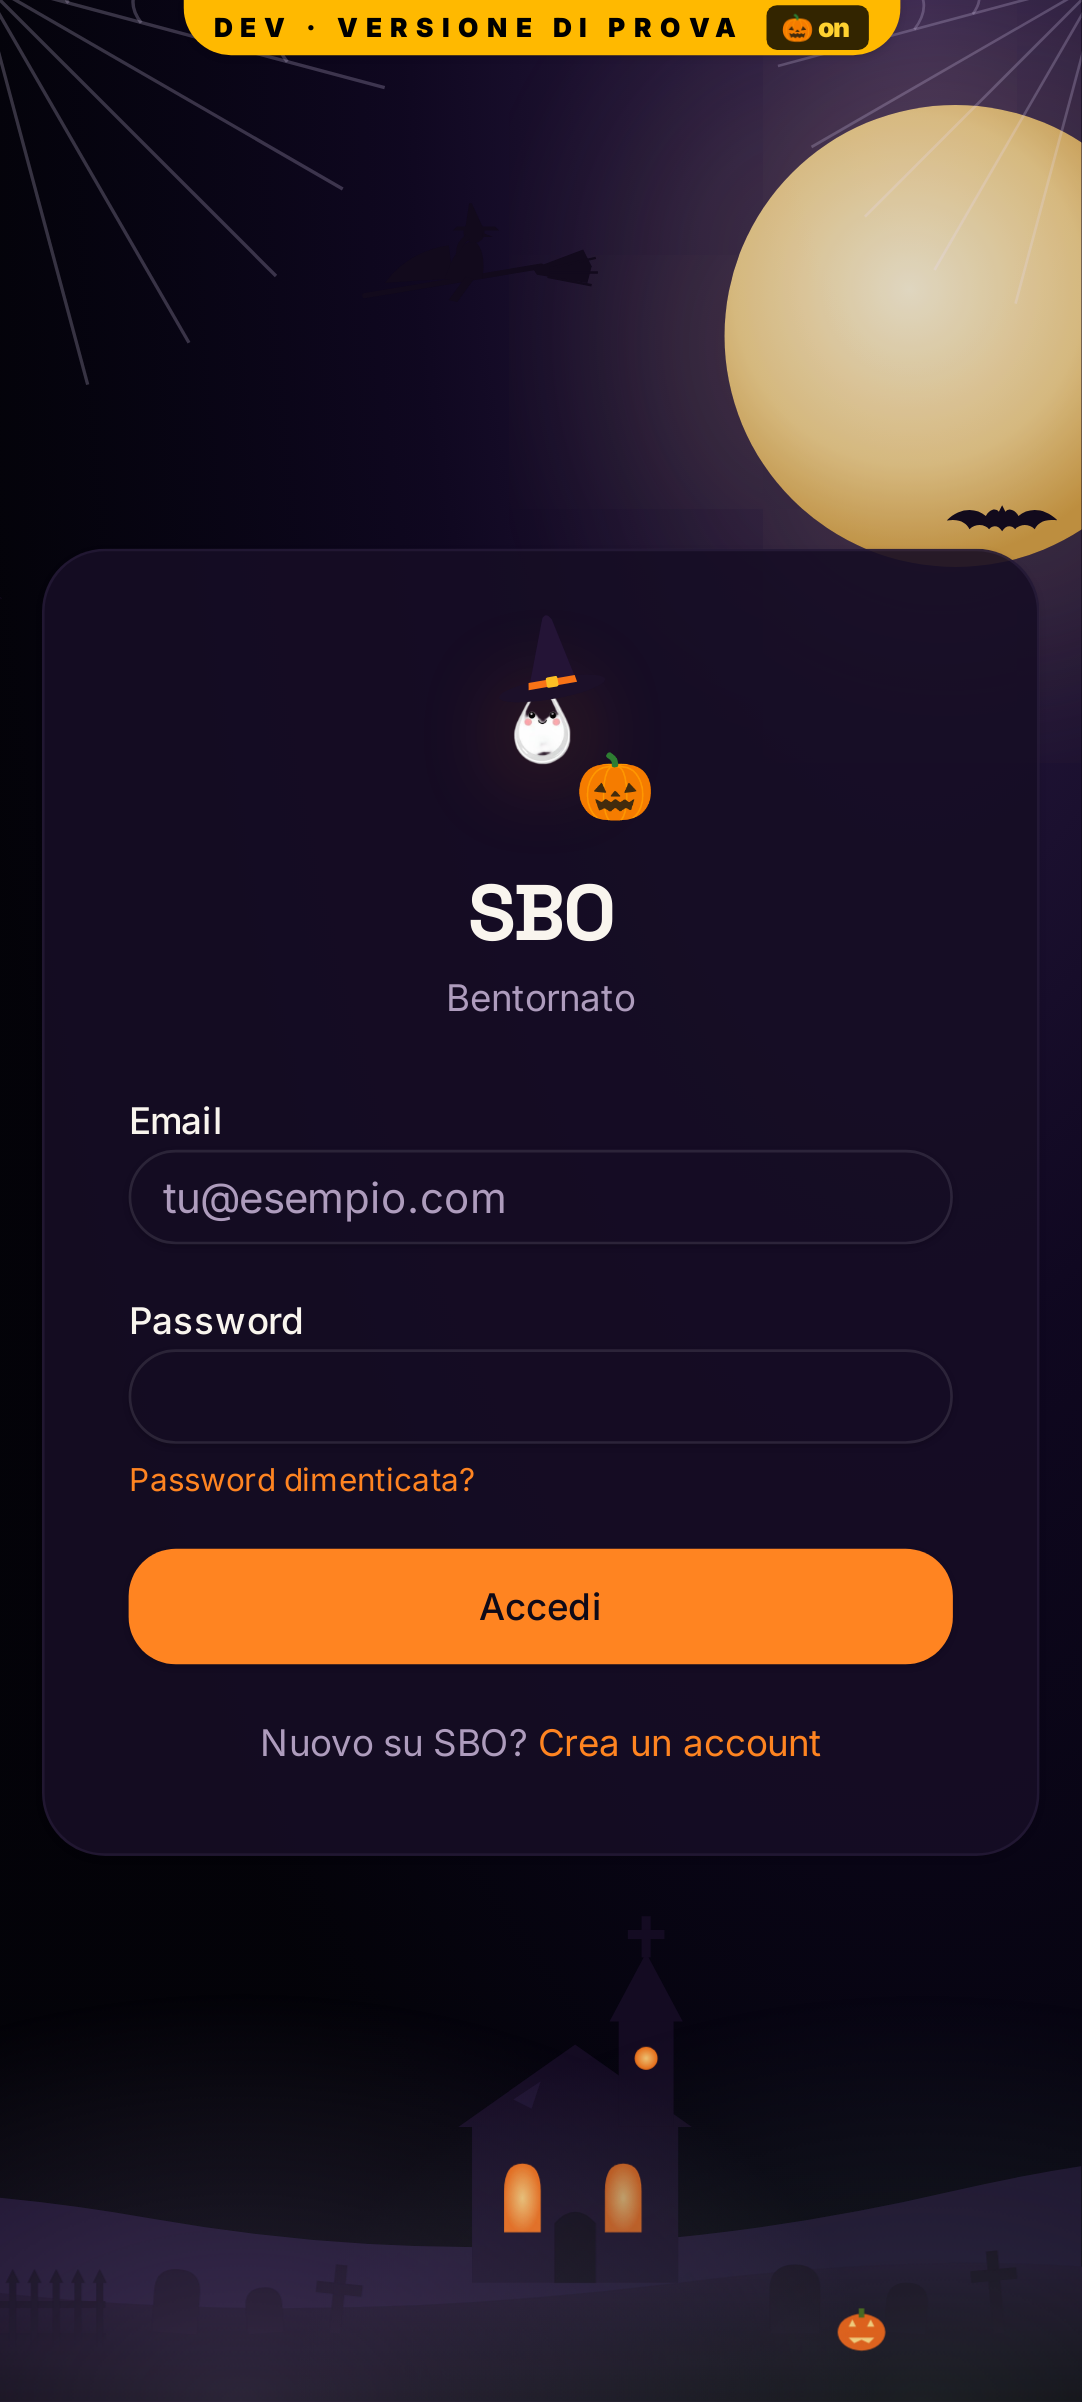 DEV · VERSIONE DI PROVA 🎃 on
SBO
Bentornato
Email
tu@esempio.com
Password
Password dimenticata?
Accedi
Nuovo su SBO? Crea un account